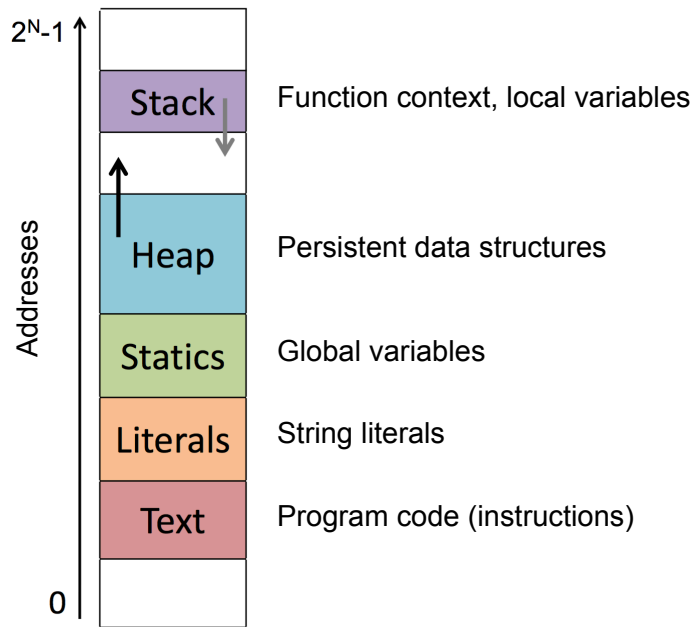 2ᴺ-1
Stack
Function context, local variables
Addresses
Heap
Persistent data structures
Statics
Global variables
Literals
String literals
Text
Program code (instructions)
0